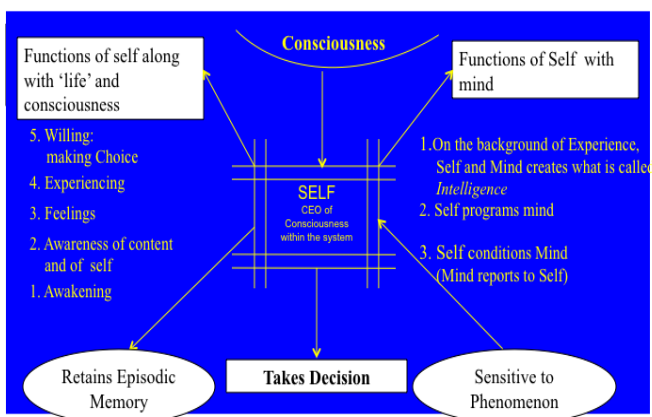 Consciousness
Functions of self along
with ‘life’ and
consciousness
Functions of Self with
mind
5. Willing:
making Choice
4. Experiencing
3. Feelings
2. Awareness of content
and of self
1. Awakening
SELF
CEO of
Consciousness
within the system
1.On the background of Experience,
Self and Mind creates what is called
Intelligence
2. Self programs mind
3. Self conditions Mind
(Mind reports to Self)
Retains Episodic
Memory
Takes Decision
Sensitive to
Phenomenon